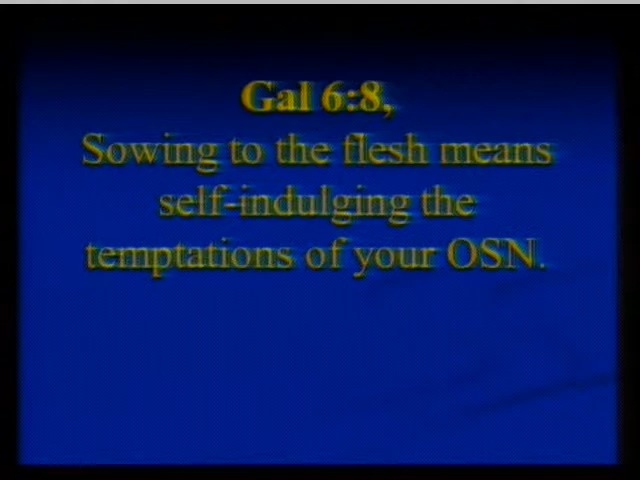 Gal 6:8,
Sowing to the flesh means
self-indulging the
temptations of your OSN.